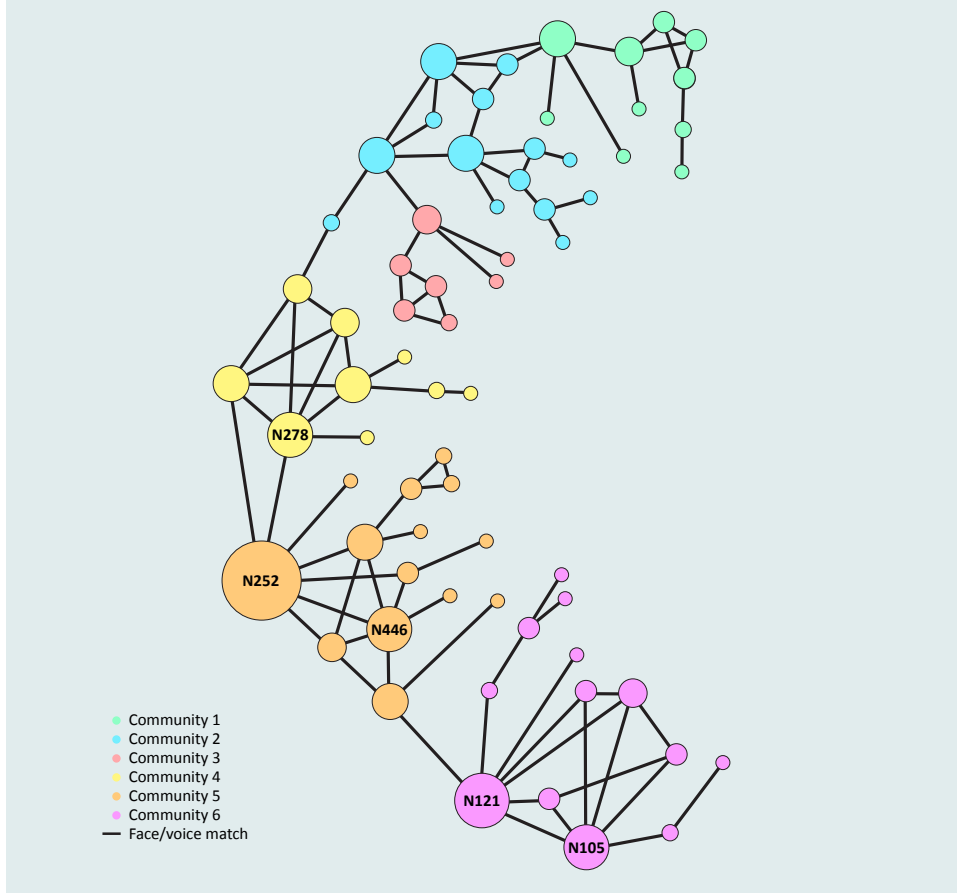 N278
N252
N446
N121
N105
Community 1
Community 2
Community 3
Community 4
Community 5
Community 6
Face/voice match